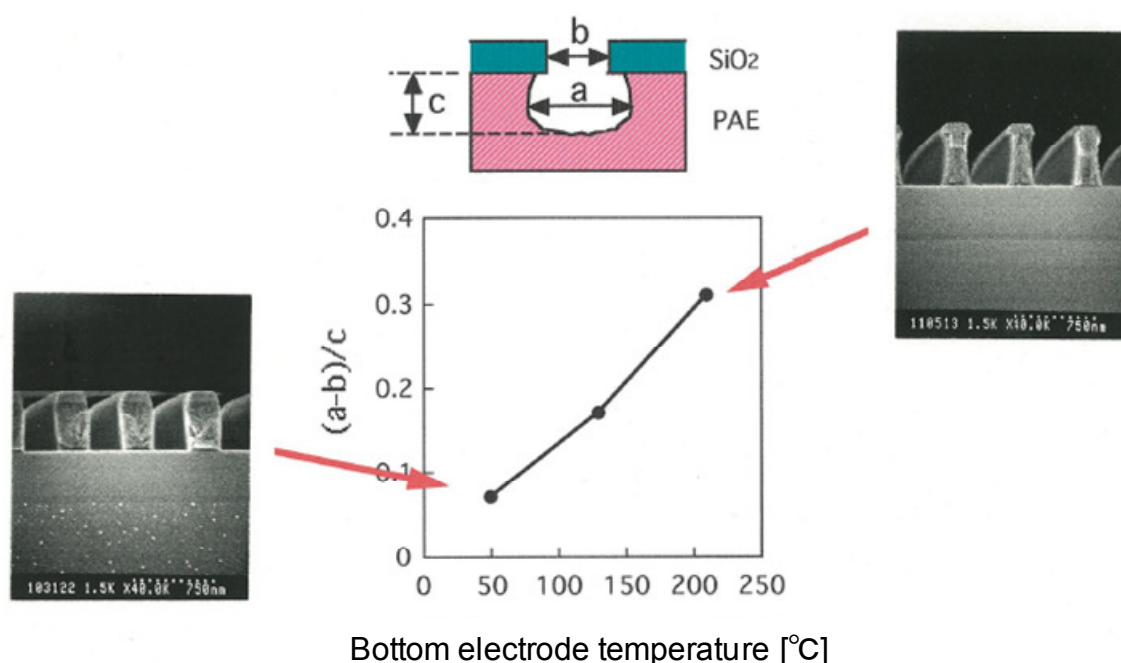 b
SiO2
c
a
PAE
0.4
0.3
0.2
0.1
0
(a-b)/c
0 50 100 150 200 250
Bottom electrode temperature [°C]
110513 1.5K X40.0K 750nm
103122 1.5K X40.0K 750nm